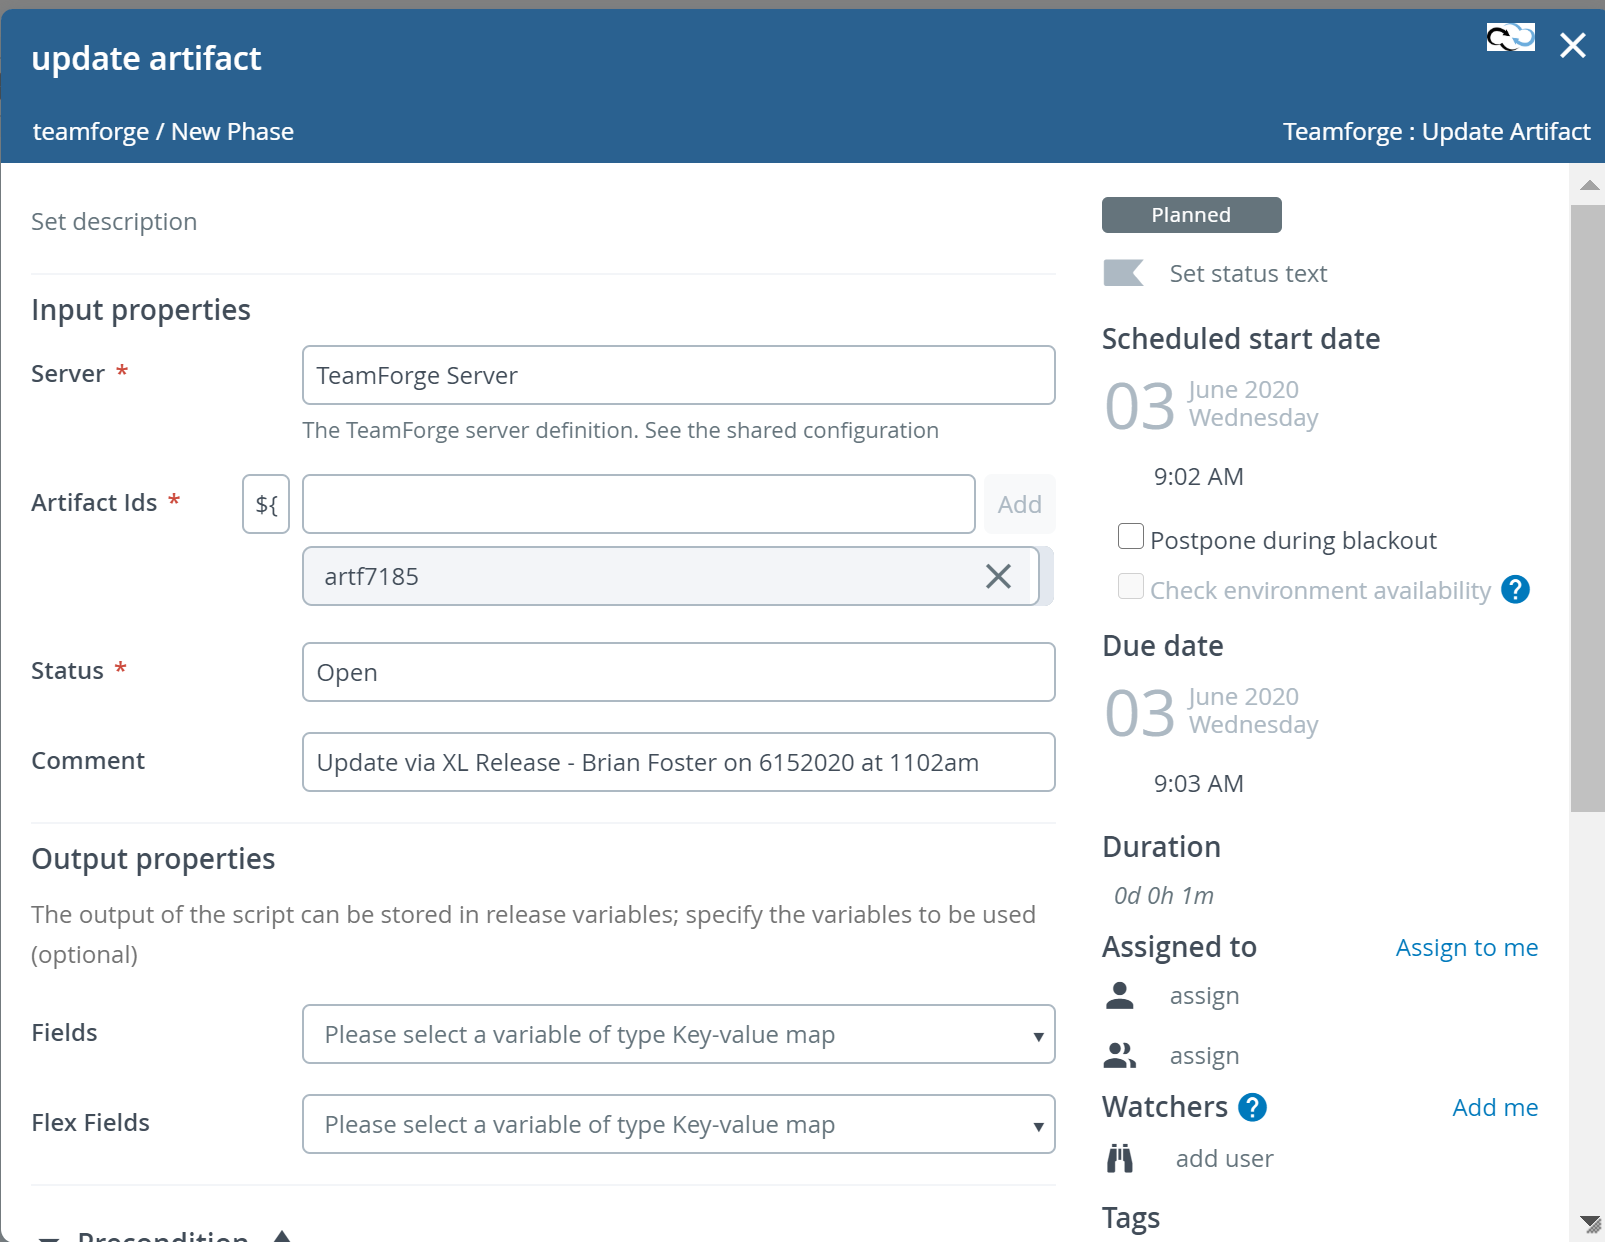 update artifact
teamforge / New Phase
Teamforge : Update Artifact
Set description
Input properties
Server *
TeamForge Server
The TeamForge server definition. See the shared configuration
Artifact Ids *
${
Add
artf7185
Status *
Open
Comment
Update via XL Release - Brian Foster on 6152020 at 1102am
Output properties
The output of the script can be stored in release variables; specify the variables to be used
(optional)
Fields
Please select a variable of type Key-value map
Flex Fields
Please select a variable of type Key-value map
Precondition
Planned
Set status text
Scheduled start date
03
June 2020
Wednesday
9:02 AM
Postpone during blackout
Check environment availability ?
Due date
03
June 2020
Wednesday
9:03 AM
Duration
0d 0h 1m
Assigned to
Assign to me
assign
assign
Watchers ?
Add me
add user
Tags